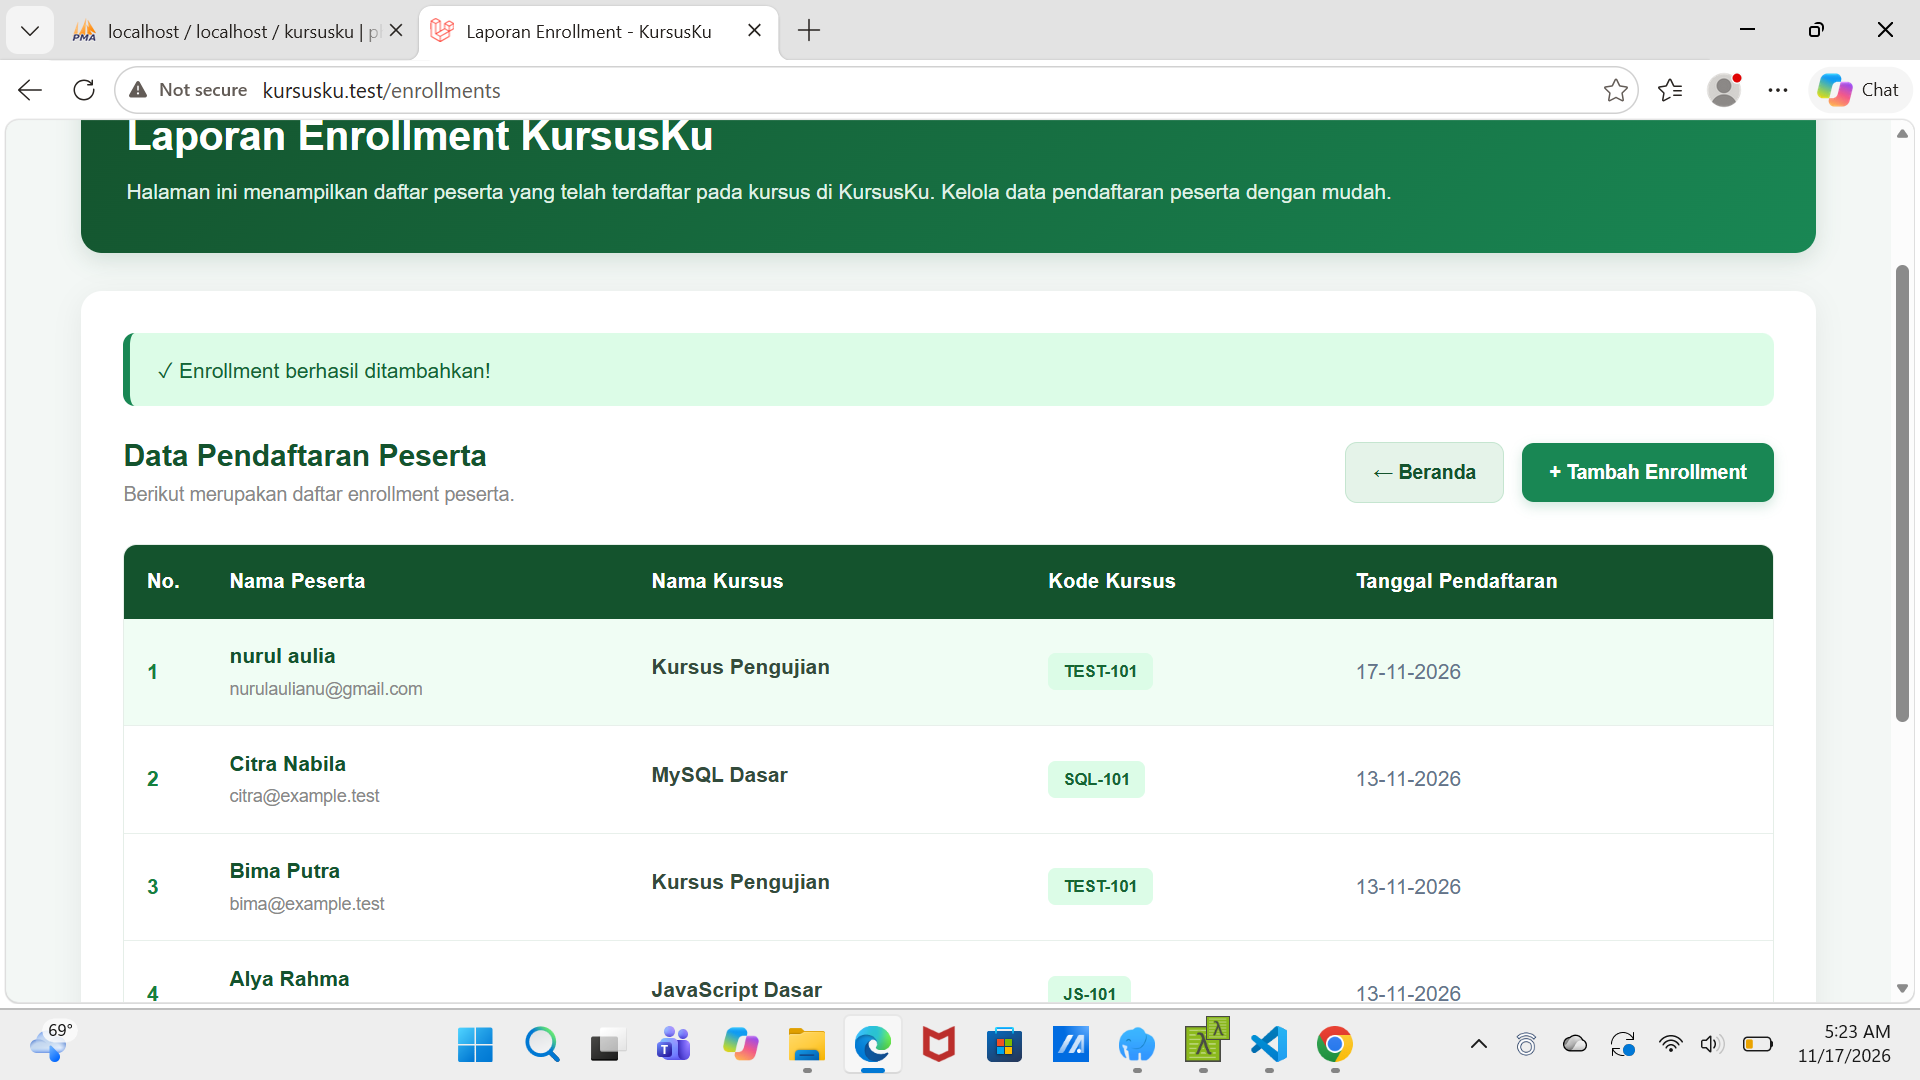 localhost / localhost / kursusku | p
Laporan Enrollment - KursusKu
Not secure
kursusku.test/enrollments
Chat
Laporan Enrollment KursusKu
Halaman ini menampilkan daftar peserta yang telah terdaftar pada kursus di KursusKu. Kelola data pendaftaran peserta dengan mudah.
✓ Enrollment berhasil ditambahkan!
Data Pendaftaran Peserta
Berikut merupakan daftar enrollment peserta.
← Beranda
+ Tambah Enrollment
No. Nama Peserta Nama Kursus Kode Kursus Tanggal Pendaftaran
1 nurul aulia Kursus Pengujian TEST-101 17-11-2026
nurulaulianu@gmail.com
2 Citra Nabila MySQL Dasar SQL-101 13-11-2026
citra@example.test
3 Bima Putra Kursus Pengujian TEST-101 13-11-2026
bima@example.test
4 Alya Rahma JavaScript Dasar JS-101 13-11-2026
69°
5:23 AM
11/17/2026